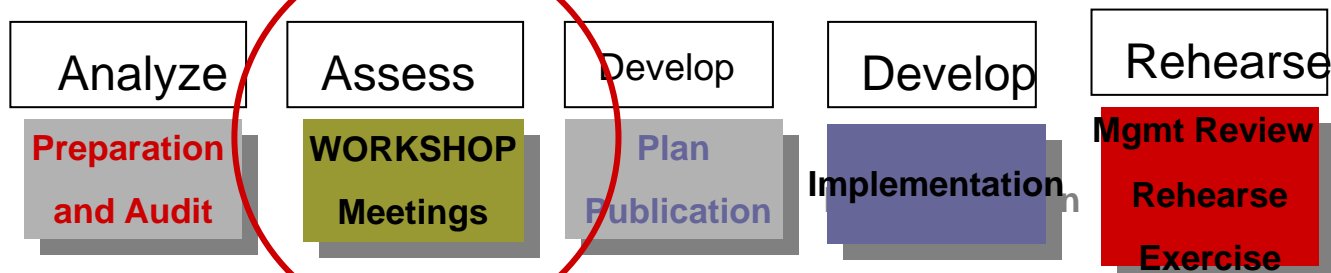 Analyze
Assess
Develop
Develop
Rehearse
Preparation
and Audit
WORKSHOP
Meetings
Plan
Publication
Implementation
Mgmt Review
Rehearse
Exercise